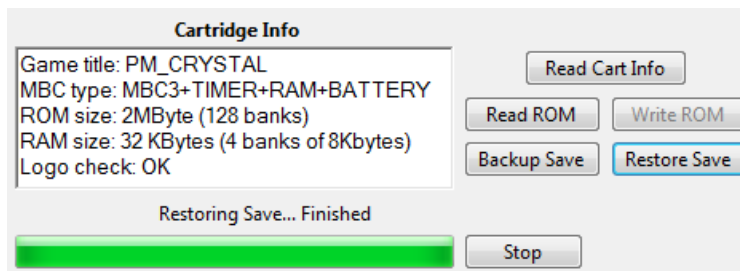 Cartridge Info
Game title: PM_CRYSTAL
MBC type: MBC3+TIMER+RAM+BATTERY
ROM size: 2MByte (128 banks)
RAM size: 32 KBytes (4 banks of 8Kbytes)
Logo check: OK
Read Cart Info
Read ROM
Write ROM
Backup Save
Restore Save
Restoring Save... Finished
Stop